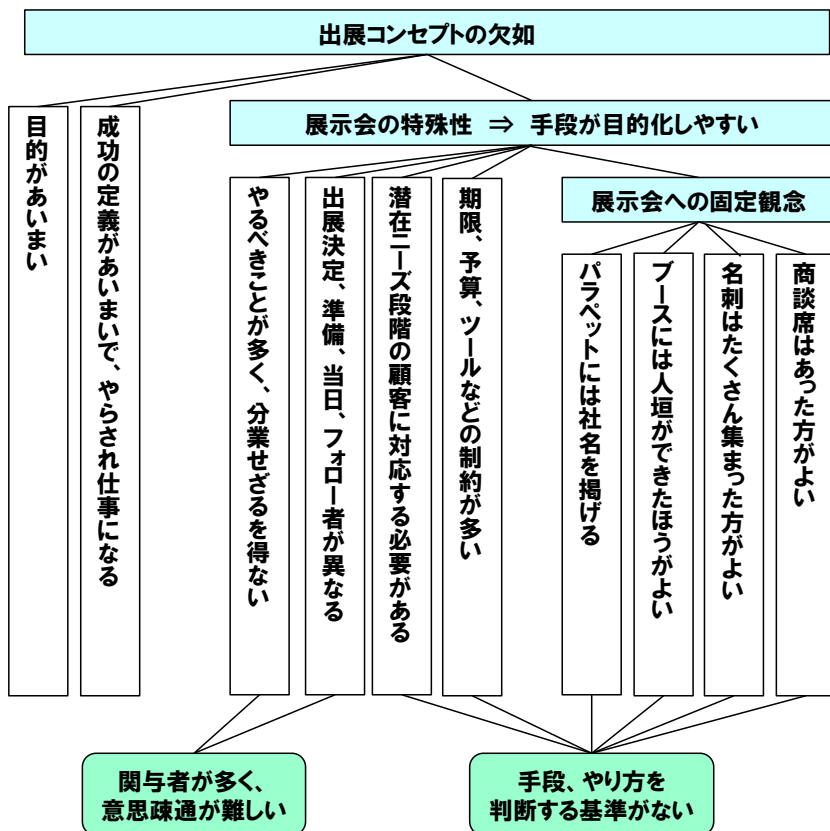 出展コンセプトの欠如
目的があいまい
成功の定義があいまいで、やらされ仕事になる
展示会の特殊性 ⇒ 手段が目的化しやすい
やるべきことが多く、分業せざるを得ない
出展決定、準備、当日、フォロー者が異なる
潜在ニーズ段階の顧客に対応する必要がある
期限、予算、ツールなどの制約が多い
展示会への固定観念
パラペットには社名を掲げる
ブースには人垣ができたほうがよい
名刺はたくさん集まった方がよい
商談席はあった方がよい
関与者が多く、
意思疎通が難しい
手段、やり方を
判断する基準がない